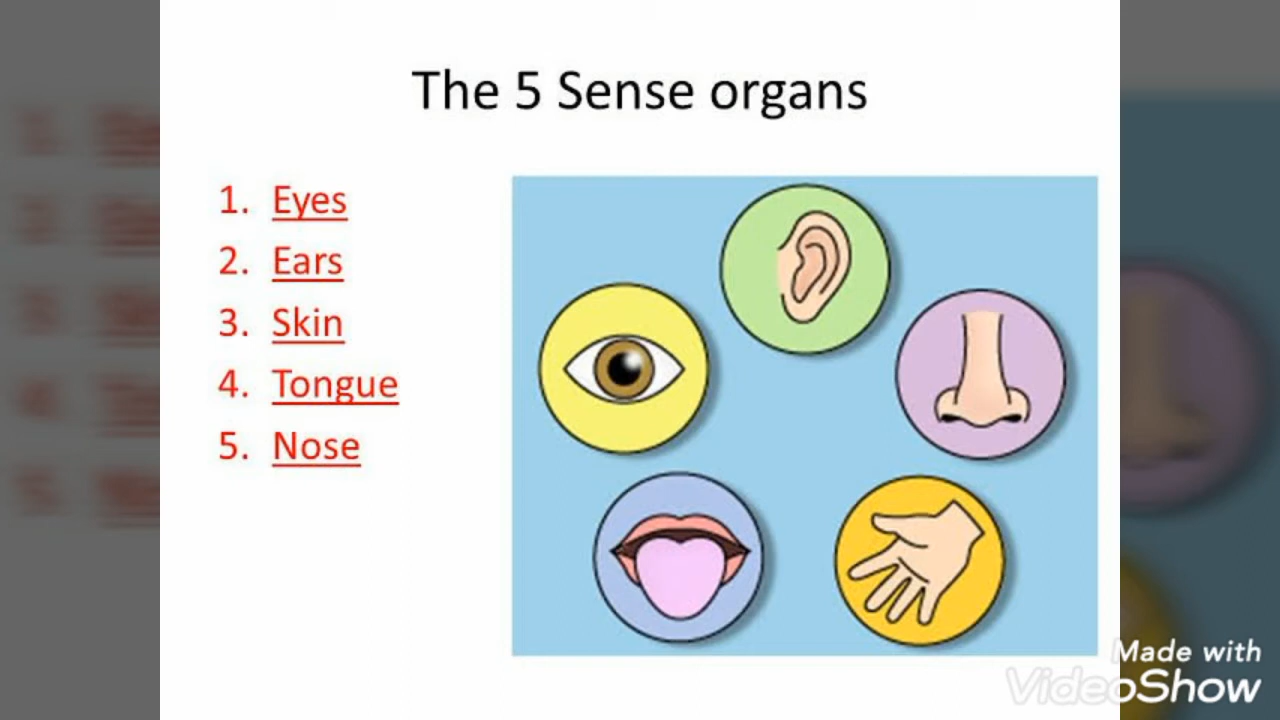 The 5 Sense organs
1. Eyes
2. Ears
3. Skin
4. Tongue
5. Nose
Made with
VideoShow